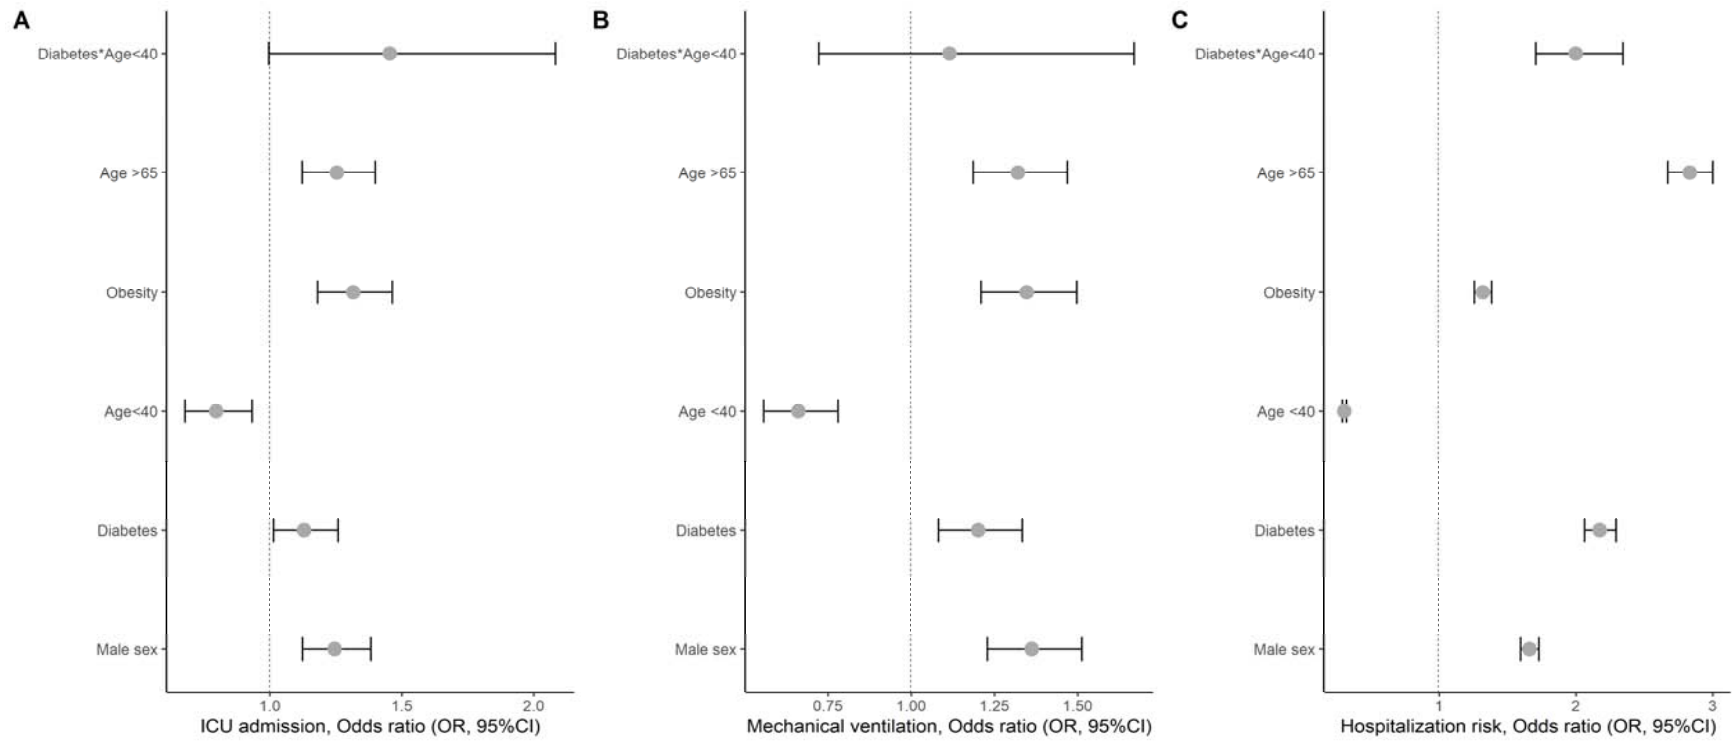 A
Diabetes*Age<40
Age >65
Obesity
Age<40
Diabetes
Male sex
1.0 1.5 2.0
ICU admission, Odds ratio (OR, 95%CI)
B
Diabetes*Age<40
Age >65
Obesity
Age <40
Diabetes
Male sex
0.75 1.00 1.25 1.50
Mechanical ventilation, Odds ratio (OR, 95%CI)
C
Diabetes*Age<40
Age >65
Obesity
Age <40
Diabetes
Male sex
1 2 3
Hospitalization risk, Odds ratio (OR, 95%CI)